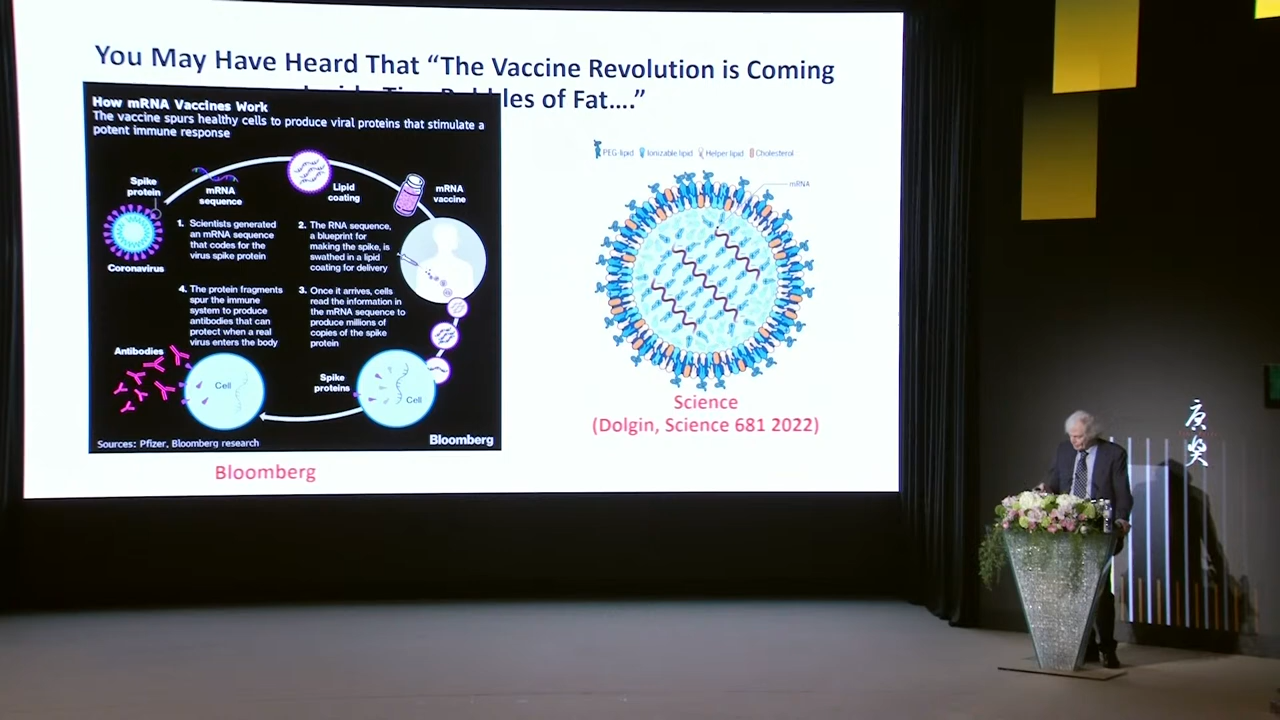 You May Have Heard That “The Vaccine Revolution is Coming
les of Fat....”
How mRNA Vaccines Work
The vaccine spurs healthy cells to produce viral proteins that stimulate a
potent immune response
Spike
protein
mRNA
sequence
Lipid
coating
mRNA
vaccine
Coronavirus
1. Scientists generated
an mRNA sequence
that codes for the
virus spike protein
2. The RNA sequence,
a blueprint for
making the spike, is
swathed in a lipid
coating for delivery
4. The protein fragments
spur the immune
system to produce
antibodies that can
protect when a real
virus enters the body
3. Once it arrives, cells
read the information in
the mRNA sequence to
produce millions of
copies of the spike
protein
Antibodies
Cell
Spike
proteins
Cell
Sources: Pfizer, Bloomberg research
Bloomberg
Bloomberg
PEG-lipid Ionizable lipid Helper lipid Cholesterol
mRNA
Science
(Dolgin, Science 681 2022)